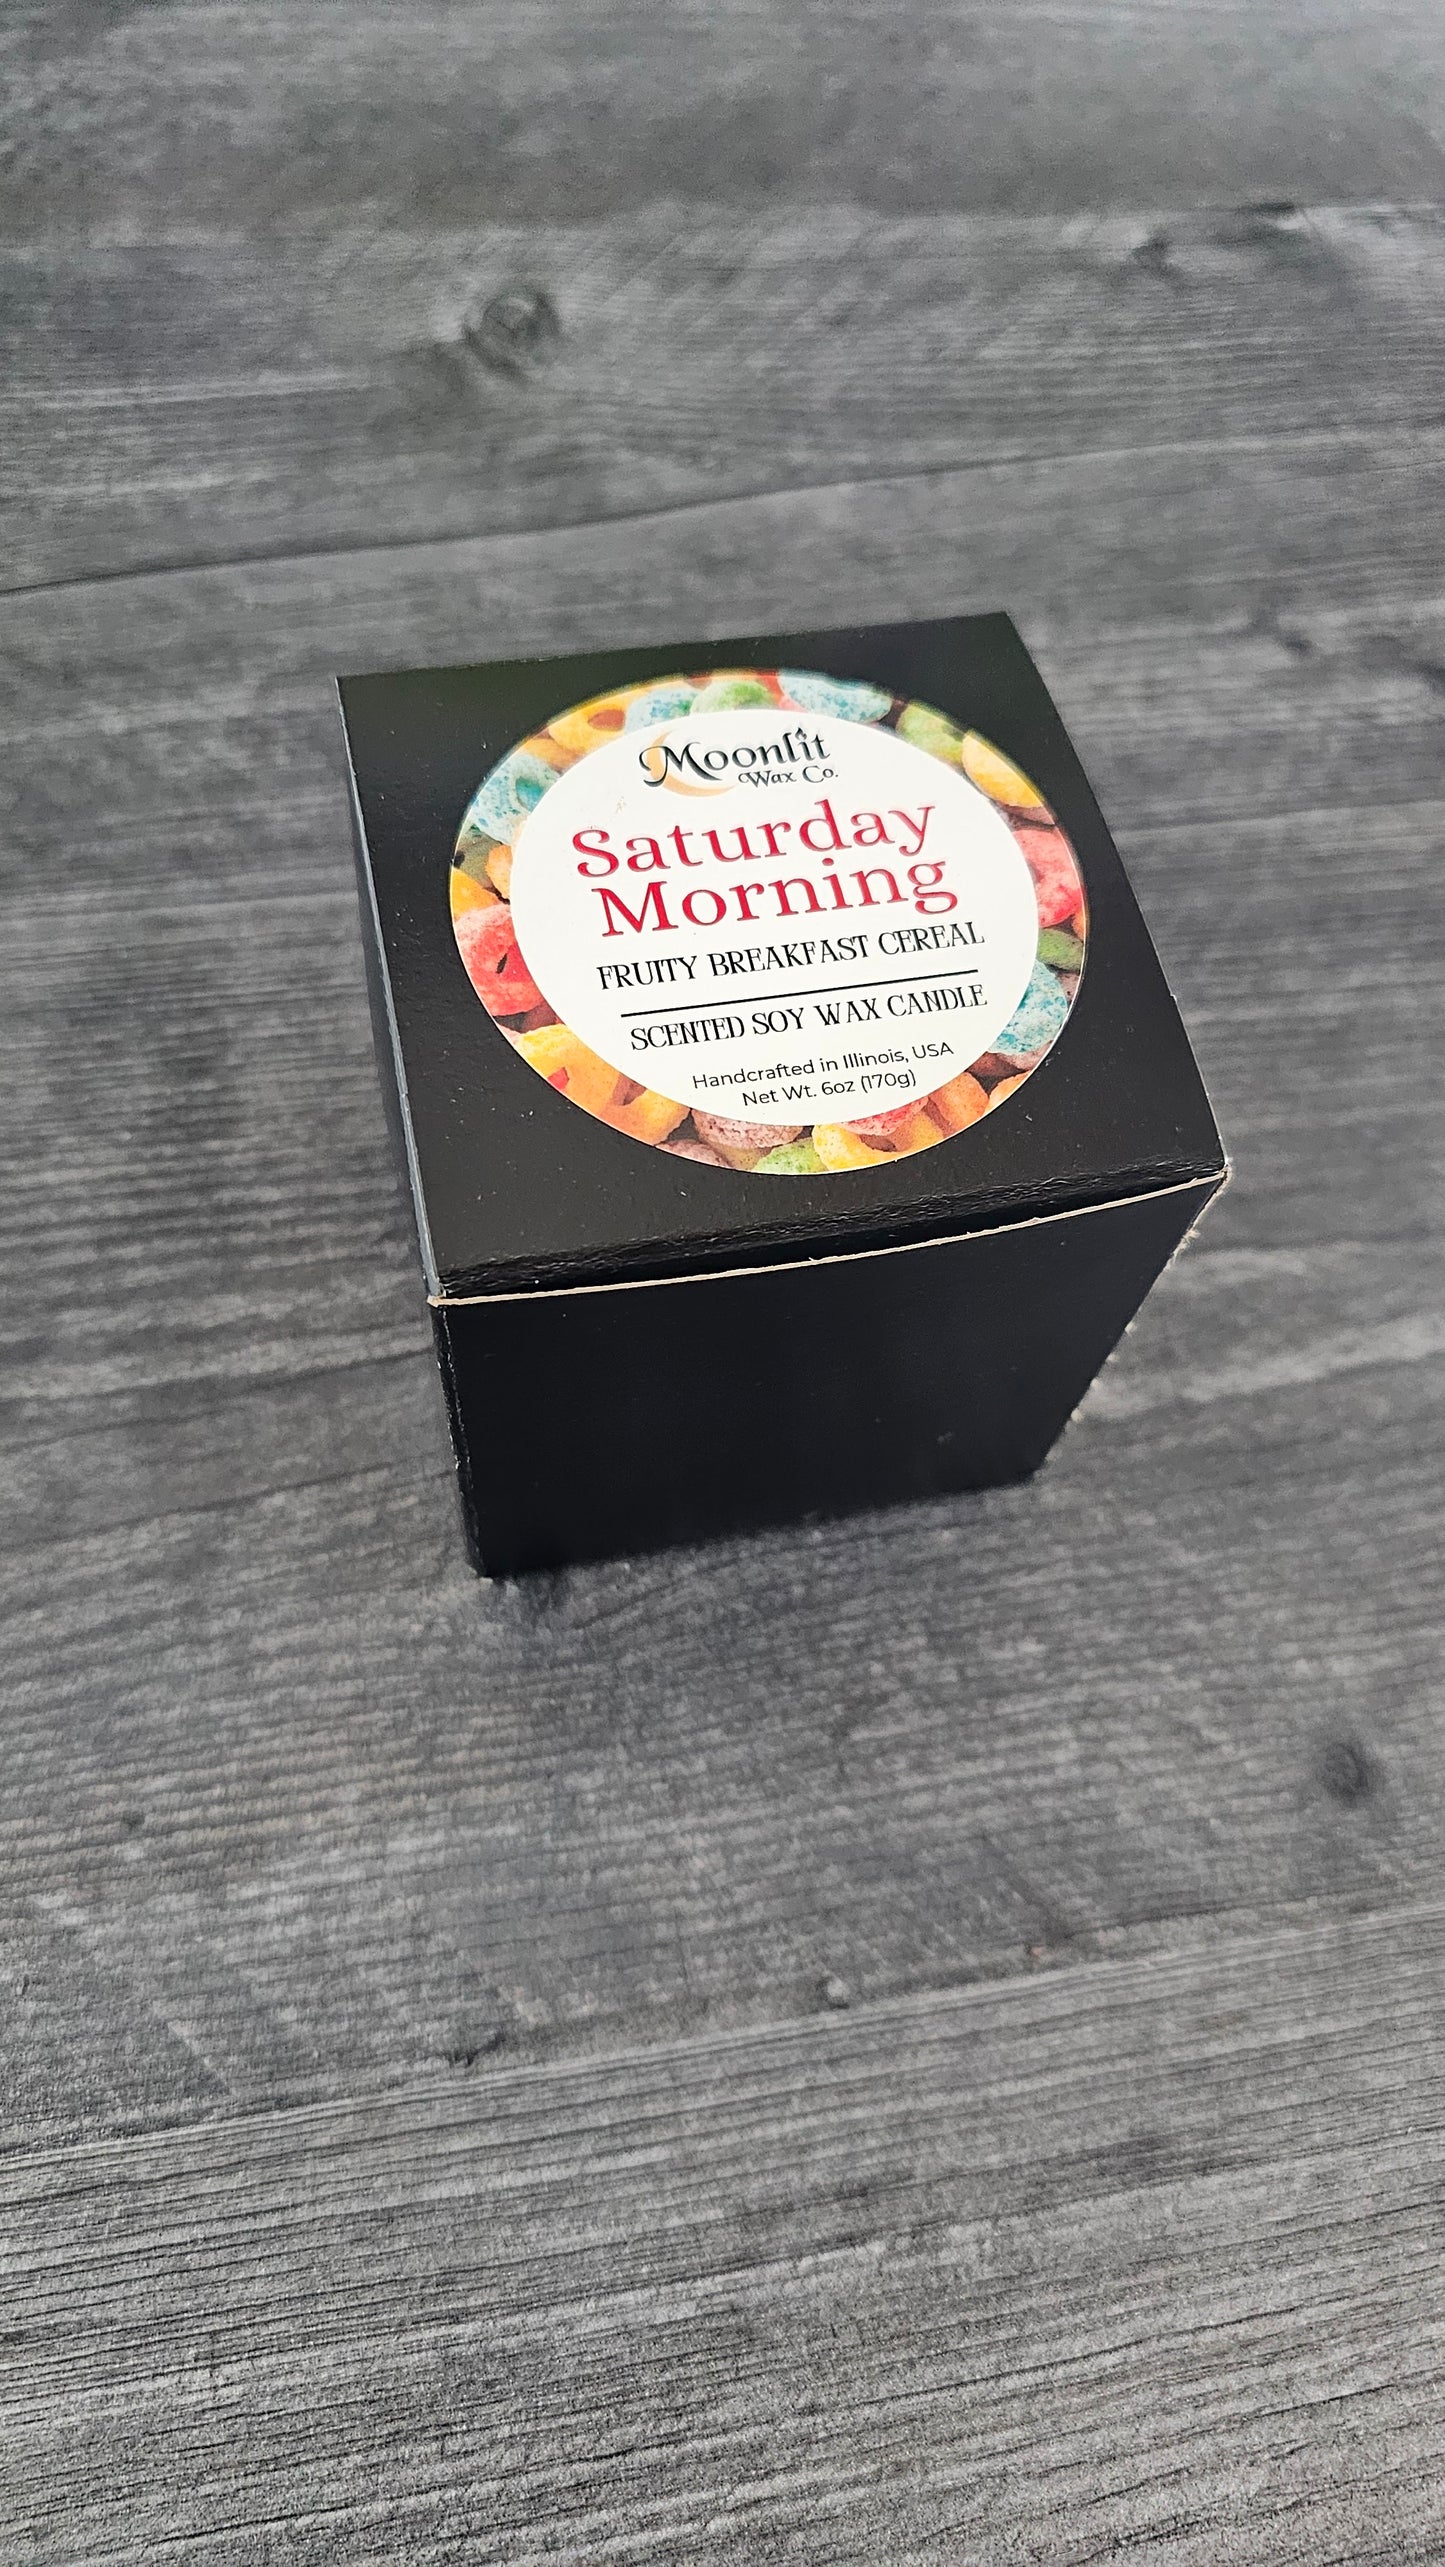 Moonlit
Wax Co.
Saturday
Morning
FRUITY BREAKFAST CEREAL
SCENTED SOY WAX CANDLE
Handcrafted in Illinois, USA
Net Wt. 6oz (170g)